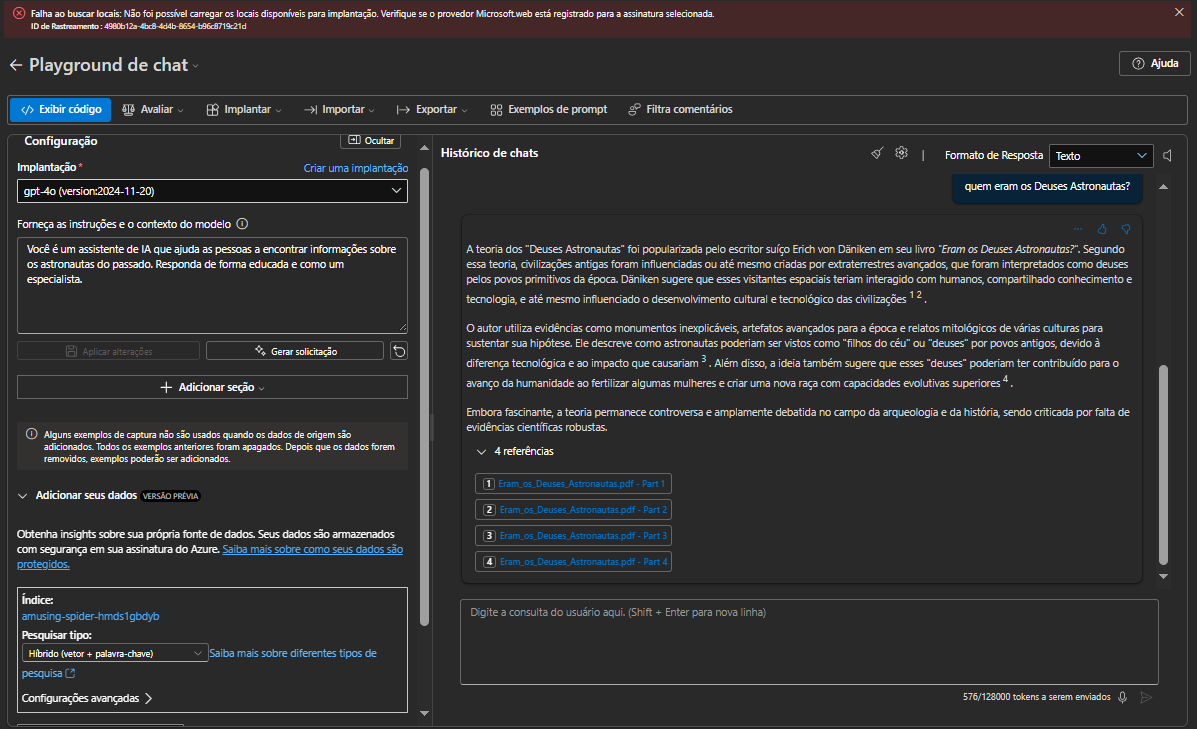 Falha ao buscar locais: Não foi possível carregar os locais disponíveis para implantação. Verifique se o provedor Microsoft.web está registrado para a assinatura selecionada.
ID de Rastreamento : 4980b12a-4bc8-4d4b-8654-b96c8719c21d
Playground de chat
Ajuda
Exibir código
Avaliar
Implantar
Importar
Exportar
Exemplos de prompt
Filtra comentários
Configuração
Ocultar
Implantação *
Criar uma implantação
gpt-4o (version:2024-11-20)
Forneça as instruções e o contexto do modelo
Você é um assistente de IA que ajuda as pessoas a encontrar informações sobre
os astronautas do passado. Responda de forma educada e como um
especialista.
Aplicar alterações
Gerar solicitação
Adicionar seção
Alguns exemplos de captura não são usados quando os dados de origem são
adicionados. Todos os exemplos anteriores foram apagados. Depois que os dados forem
removidos, exemplos poderão ser adicionados.
Adicionar seus dados VERSÃO PRÉVIA
Obtenha insights sobre sua própria fonte de dados. Seus dados são armazenados
com segurança em sua assinatura do Azure. Saiba mais sobre como seus dados são
protegidos.
Índice:
amusing-spider-hmds1gbdyb
Pesquisar tipo:
Híbrido (vetor + palavra-chave)
Saiba mais sobre diferentes tipos de
pesquisa
Configurações avançadas
Histórico de chats
Formato de Resposta
Texto
quem eram os Deuses Astronautas?
A teoria dos "Deuses Astronautas" foi popularizada pelo escritor suíço Erich von Däniken em seu livro "Eram os Deuses Astronautas?". Segundo
essa teoria, civilizações antigas foram influenciadas ou até mesmo criadas por extraterrestres avançados, que foram interpretados como deuses
pelos povos primitivos da época. Däniken sugere que esses visitantes espaciais teriam interagido com humanos, compartilhado conhecimento e
tecnologia, e até mesmo influenciado o desenvolvimento cultural e tecnológico das civilizações 1 2 .
O autor utiliza evidências como monumentos inexplicáveis, artefatos avançados para a época e relatos mitológicos de várias culturas para
sustentar sua hipótese. Ele descreve como astronautas poderiam ser vistos como "filhos do céu" ou "deuses" por povos antigos, devido à
diferença tecnológica e ao impacto que causariam 3 . Além disso, a ideia também sugere que esses "deuses" poderiam ter contribuído para o
avanço da humanidade ao fertilizar algumas mulheres e criar uma nova raça com capacidades evolutivas superiores 4 .
Embora fascinante, a teoria permanece controversa e amplamente debatida no campo da arqueologia e da história, sendo criticada por falta de
evidências científicas robustas.
4 referências
1 Eram_os_Deuses_Astronautas.pdf - Part 1
2 Eram_os_Deuses_Astronautas.pdf - Part 2
3 Eram_os_Deuses_Astronautas.pdf - Part 3
4 Eram_os_Deuses_Astronautas.pdf - Part 4
Digite a consulta do usuário aqui. (Shift + Enter para nova linha)
576/128000 tokens a serem enviados